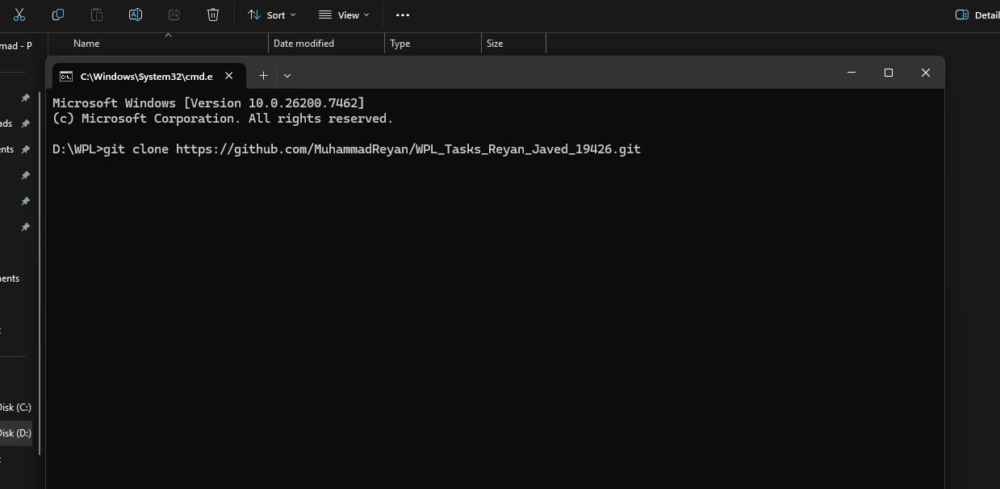 Sort
View
Detail
mad - P
Name
Date modified
Type
Size
C:\Windows\System32\cmd.e
Microsoft Windows [Version 10.0.26200.7462]
(c) Microsoft Corporation. All rights reserved.
D:\WPL>git clone https://github.com/MuhammadReyan/WPL_Tasks_Reyan_Javed_19426.git
ads
ents
ments
Disk (C:)
Disk (D:)